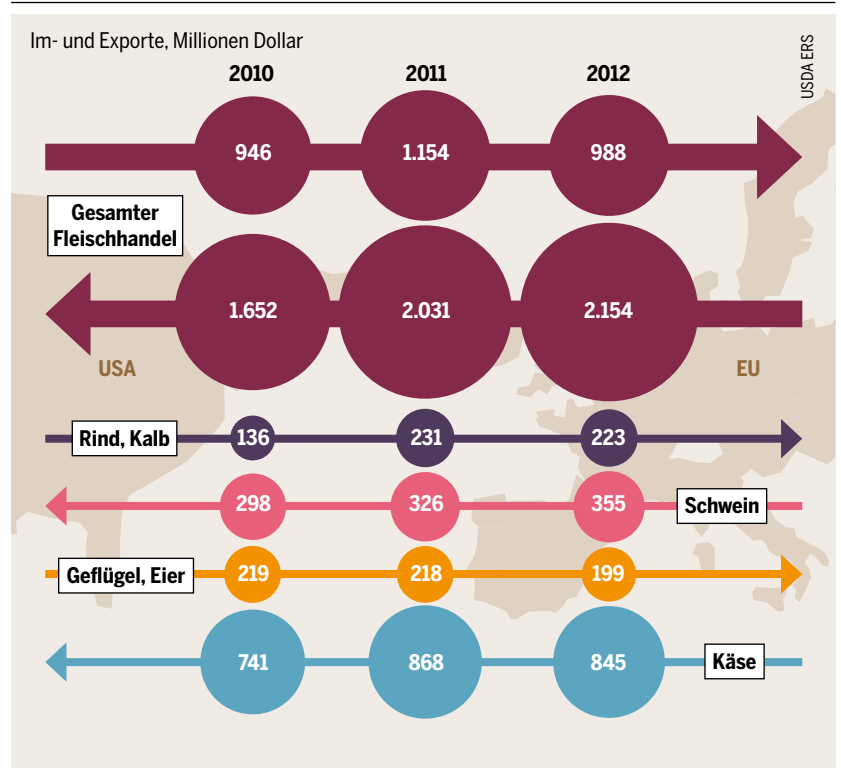 Im- und Exporte, Millionen Dollar
USDA ERS
2010 2011 2012
946 1.154 988
Gesamter
Fleischhandel
1.652 2.031 2.154
USA EU
Rind, Kalb 136 231 223
298 326 355 Schwein
Geflügel, Eier 219 218 199
741 868 845 Käse